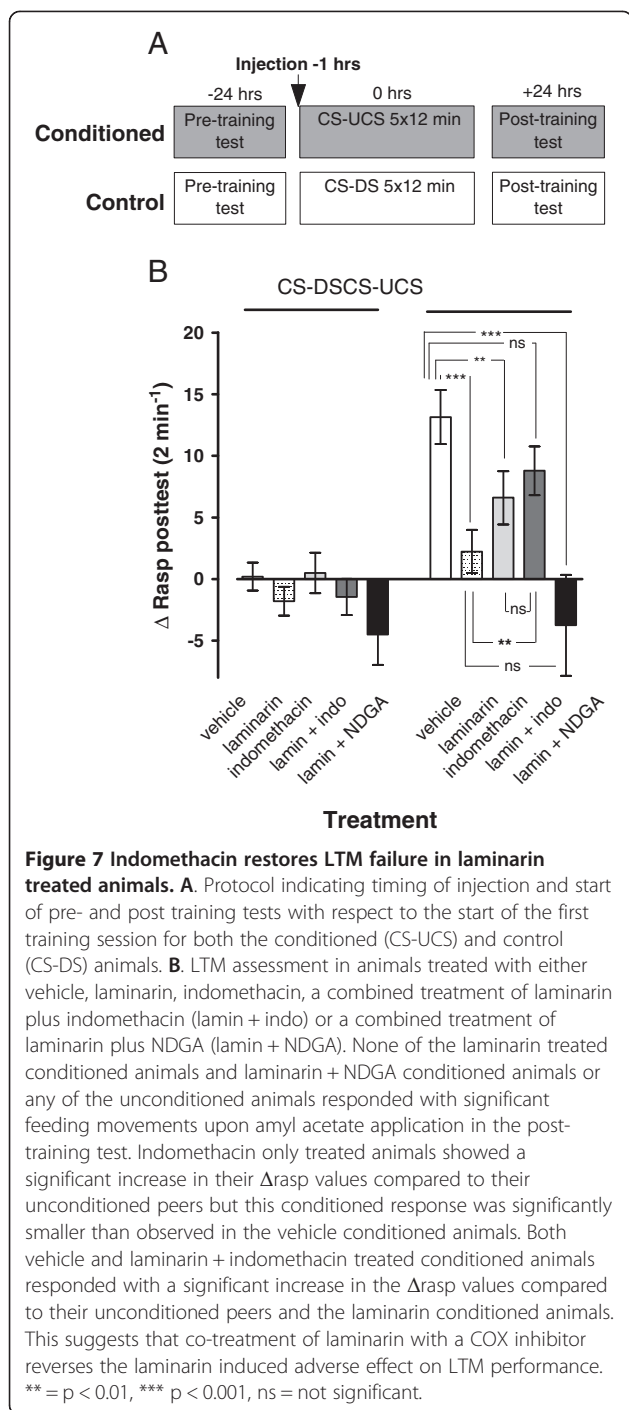 A
Injection -1 hrs
-24 hrs 0 hrs +24 hrs
Conditioned
Pre-training
test
CS-UCS 5x12 min
Post-training
test
Control
Pre-training
test
CS-DS 5x12 min
Post-training
test
B
CS-DSCS-UCS
Δ Rasp posttest (2 min-1)
20
15
10
5
0
-5
***
ns
**
***
ns
**
ns
vehicle
laminarin
indomethacin
lamin + indo
lamin + NDGA
vehicle
laminarin
indomethacin
lamin + indo
lamin + NDGA
Treatment
Figure 7 Indomethacin restores LTM failure in laminarin
treated animals. A. Protocol indicating timing of injection and start
of pre- and post training tests with respect to the start of the first
training session for both the conditioned (CS-UCS) and control
(CS-DS) animals. B. LTM assessment in animals treated with either
vehicle, laminarin, indomethacin, a combined treatment of laminarin
plus indomethacin (lamin + indo) or a combined treatment of
laminarin plus NDGA (lamin + NDGA). None of the laminarin treated
conditioned animals and laminarin + NDGA conditioned animals or
any of the unconditioned animals responded with significant
feeding movements upon amyl acetate application in the post-
training test. Indomethacin only treated animals showed a
significant increase in their Δrasp values compared to their
unconditioned peers but this conditioned response was significantly
smaller than observed in the vehicle conditioned animals. Both
vehicle and laminarin + indomethacin treated conditioned animals
responded with a significant increase in the Δrasp values compared
to their unconditioned peers and the laminarin conditioned animals.
This suggests that co-treatment of laminarin with a COX inhibitor
reverses the laminarin induced adverse effect on LTM performance.
** = p < 0.01, *** p < 0.001, ns = not significant.